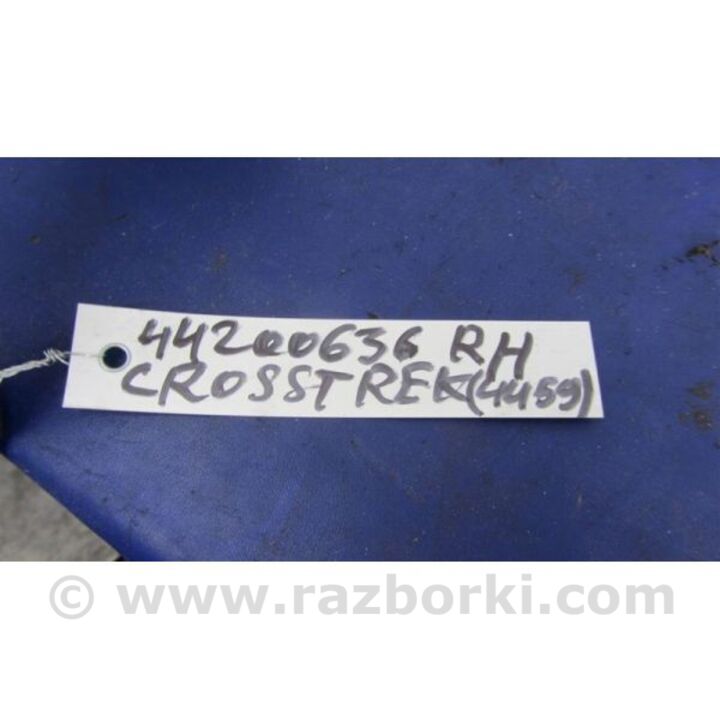 44200636 RH
CROSSTREK(4459)
© www.razborki.com